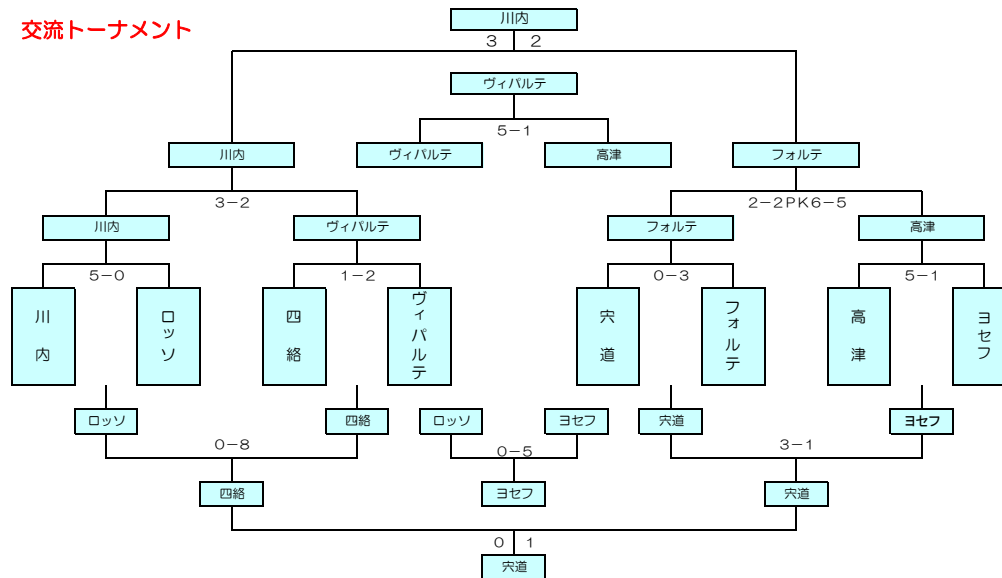 川内
交流トーナメント
3 2
ヴィパルテ
5-1
川内
ヴィパルテ
高津
フォルテ
3-2
2-2PK6-5
川内
ヴィパルテ
フォルテ
高津
5-0
1-2
0-3
5-1
川内
ロッソ
四絡
ヴィパルテ
宍道
フォルテ
高津
ヨセフ
ロッソ
四絡
ロッソ
ヨセフ
宍道
ヨセフ
0-8
0-5
3-1
四絡
ヨセフ
宍道
0 1
宍道